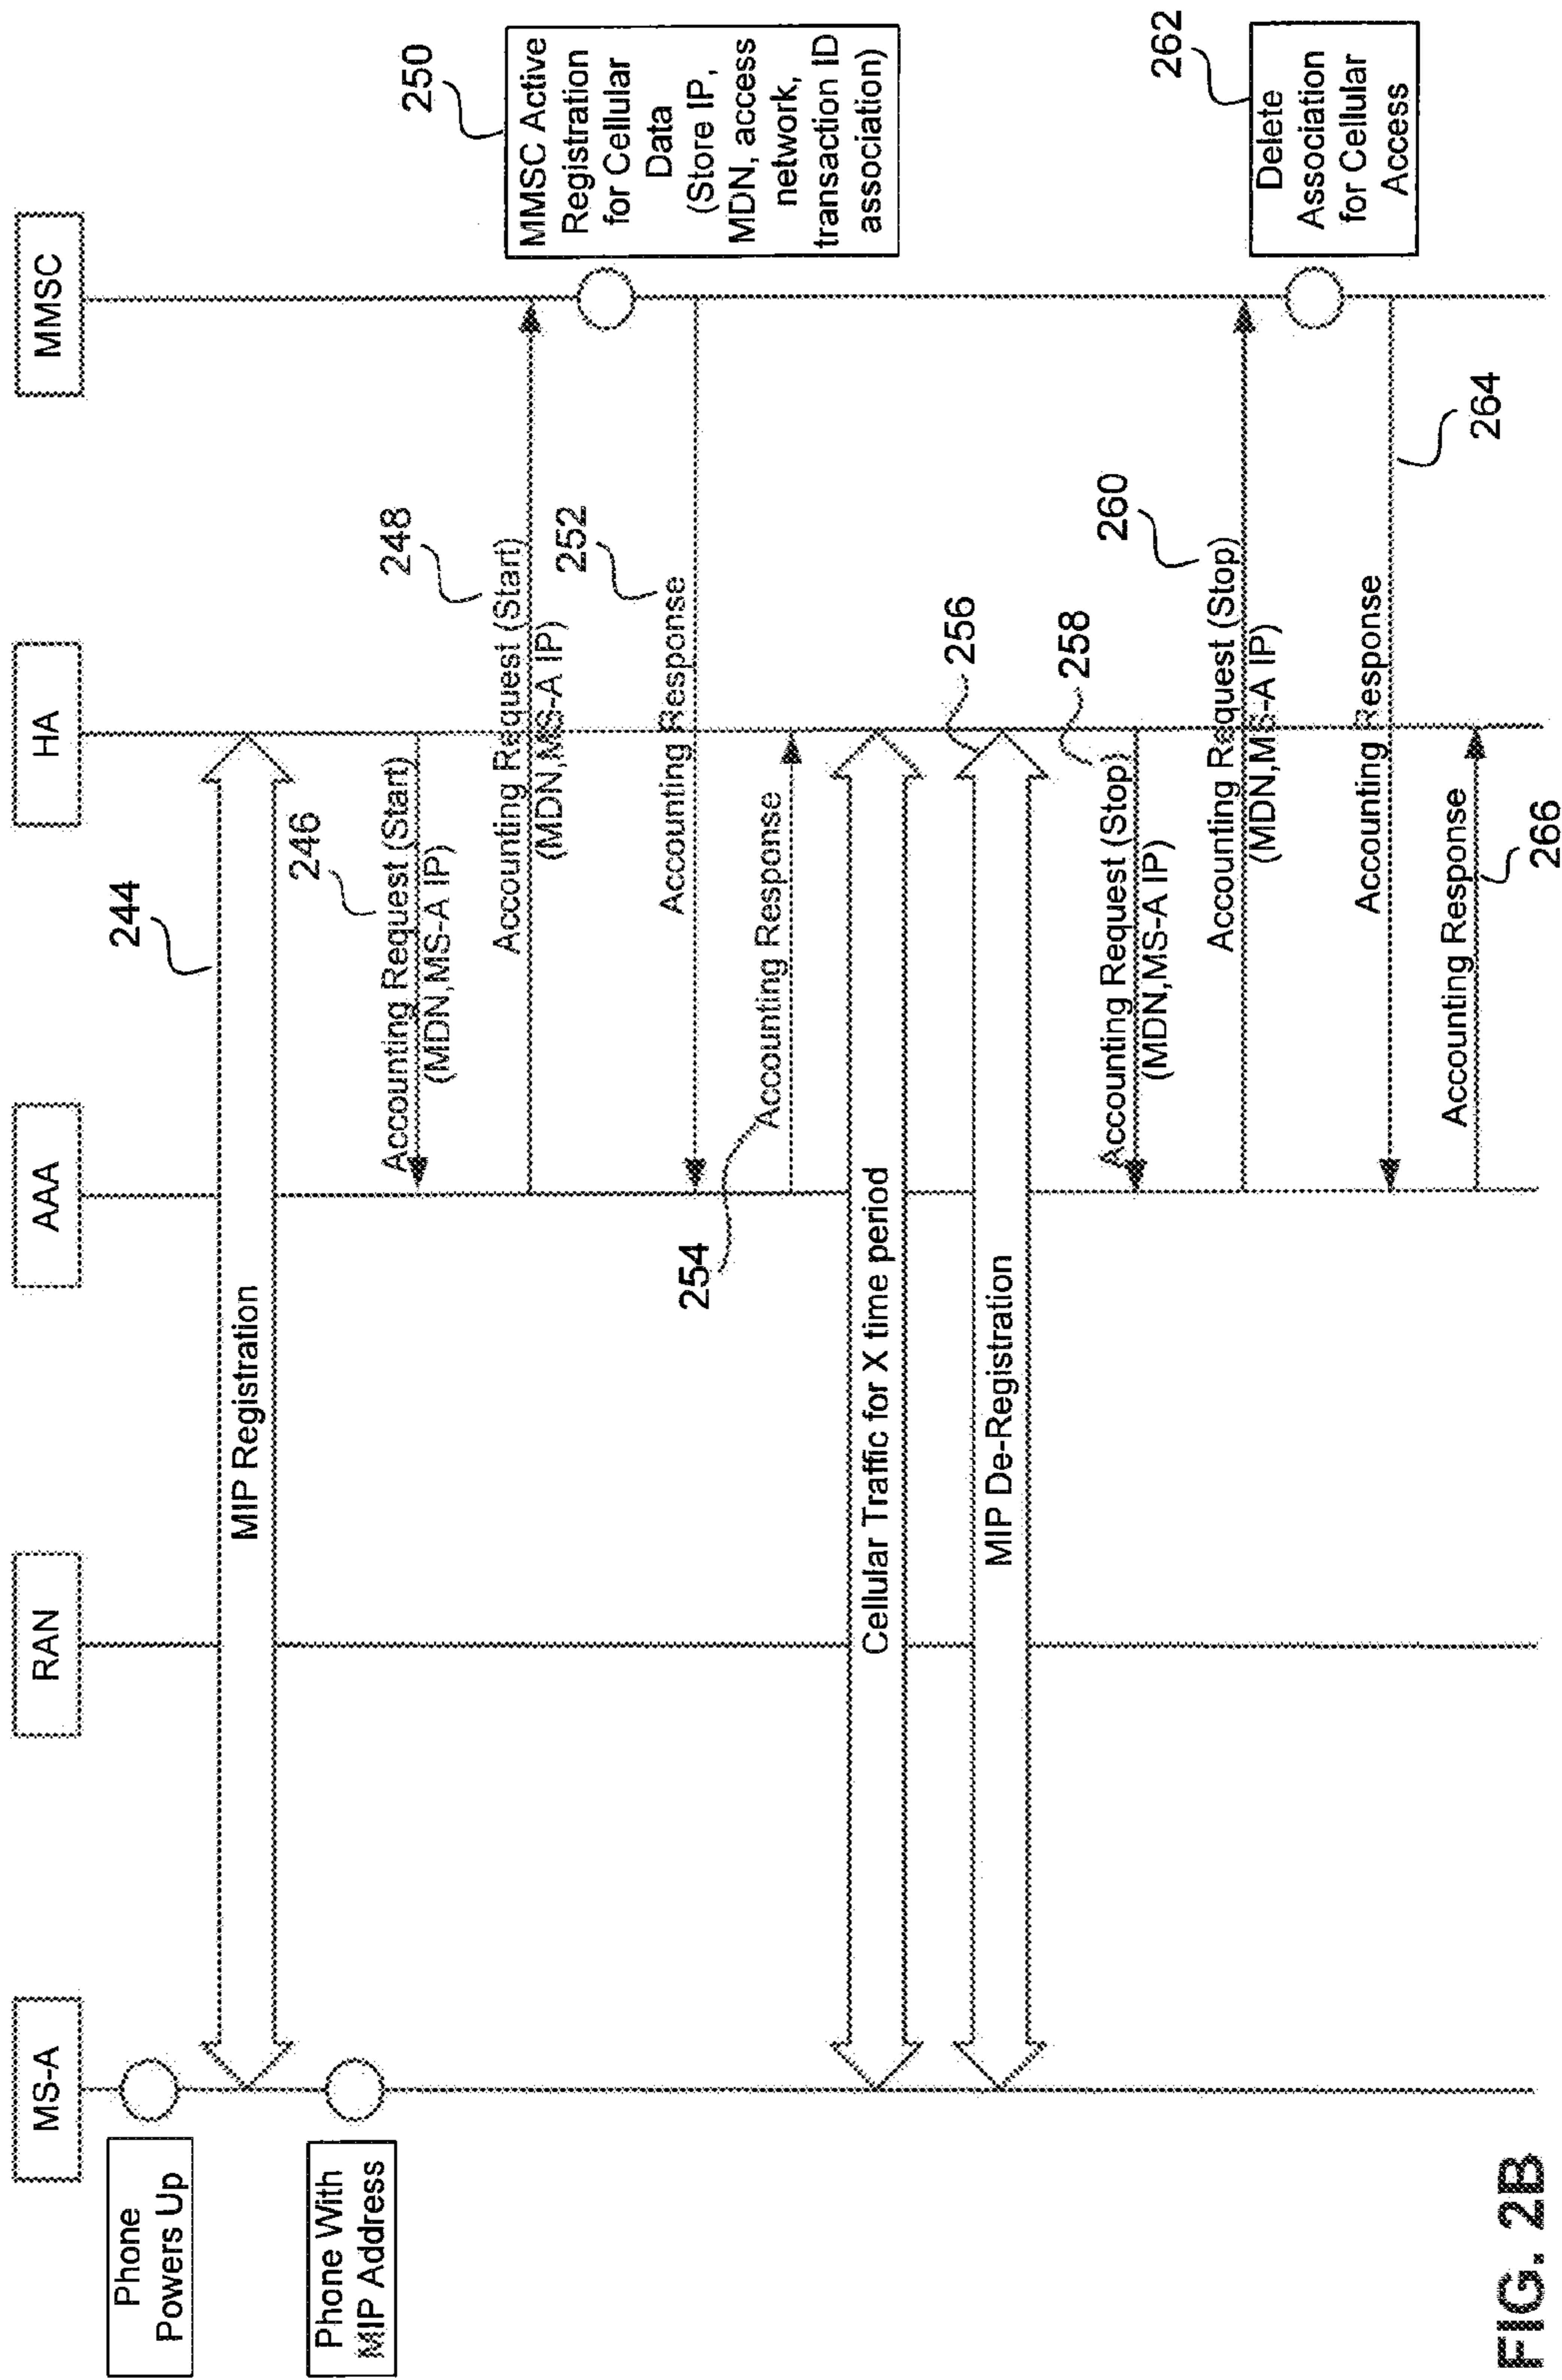 MS-A
RAN
AAA
HA
MMSC
Phone
Powers Up
244
MIP Registration
Phone With
MIP Address
246
Accounting Request (Start)
(MDN,MS-A IP)
248
Accounting Request (Start)
(MDN,MS-A IP)
250
MMSC Active
Registration
for Cellular
Data
(Store IP,
MDN, access
network,
transaction ID
association)
252
Accounting Response
254
Accounting Response
Cellular Traffic for X time period
256
MIP De-Registration
258
Accounting Request (Stop)
(MDN,MS-A IP)
260
Accounting Request (Stop)
(MDN,MS-A IP)
262
Delete
Association
for Cellular
Access
Accounting Response
264
Accounting Response
266
FIG. 2B